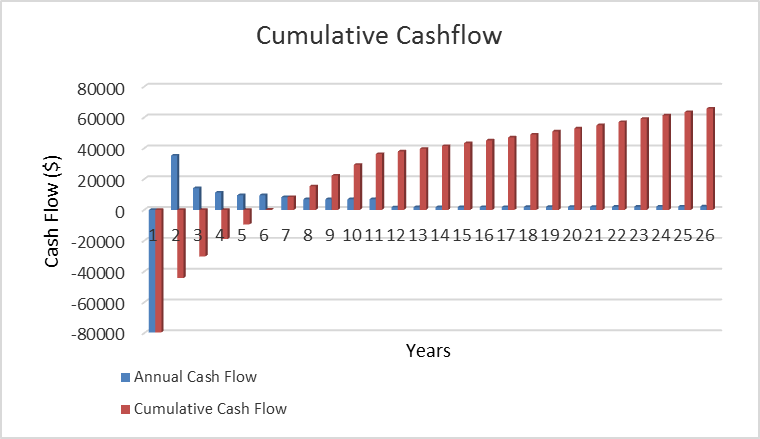 Cumulative Cashflow
80000
60000
40000
20000
0
-20000
-40000
-60000
-80000
Cash Flow ($)
1 2 3 4 5 6 7 8 9 10 11 12 13 14 15 16 17 18 19 20 21 22 23 24 25 26
Years
Annual Cash Flow
Cumulative Cash Flow